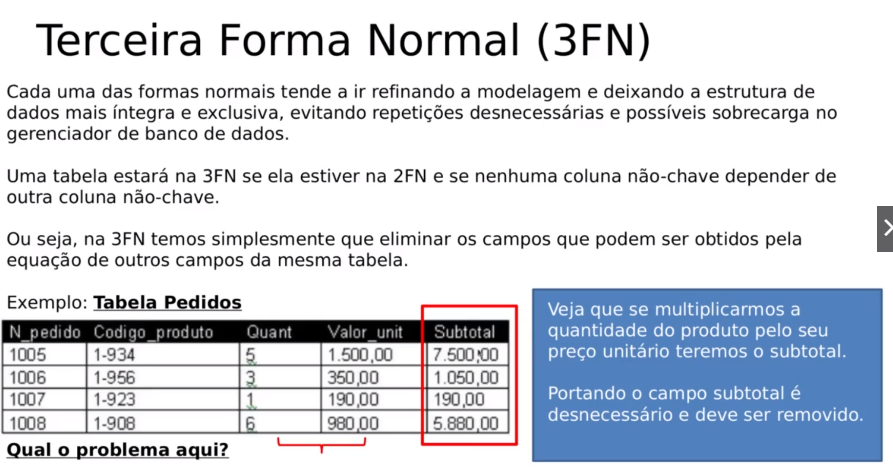 Terceira Forma Normal (3FN)
Cada uma das formas normais tende a ir refinando a modelagem e deixando a estrutura de
dados mais íntegra e exclusiva, evitando repetições desnecessárias e possíveis sobrecarga no
gerenciador de banco de dados.
Uma tabela estará na 3FN se ela estiver na 2FN e se nenhuma coluna não-chave depender de
outra coluna não-chave.
Ou seja, na 3FN temos simplesmente que eliminar os campos que podem ser obtidos pela
equação de outros campos da mesma tabela.
Exemplo: Tabela Pedidos
N_pedido Codigo_produto Quant Valor_unit Subtotal
1005 1-934 5 1.500,00 7.500,00
1006 1-956 3 350,00 1.050,00
1007 1-923 1 190,00 190,00
1008 1-908 6 980,00 5.880,00
Qual o problema aqui?
Veja que se multiplicarmos a
quantidade do produto pelo seu
preço unitário teremos o subtotal.
Portando o campo subtotal é
desnecessário e deve ser removido.